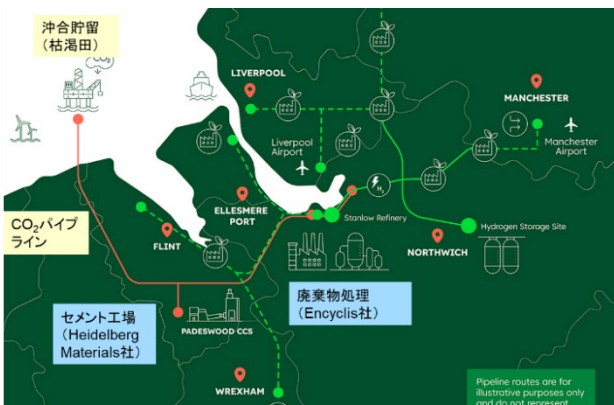 沖合貯留
(枯渇田)
CO₂
LIVERPOOL
MANCHESTER
Liverpool
Airport
Manchester
Airport
H₂
ELLESMERE
PORT
Stanlow Refinery
CO₂パイプ
ライン
FLINT
NORTHWICH
Hydrogen Storage Site
セメント工場
(Heidelberg
Materials社)
PADESWOOD CCS
廃棄物処理
(Encyclis社)
WREXHAM
Pipeline routes are for
illustrative purposes only
and do not represent